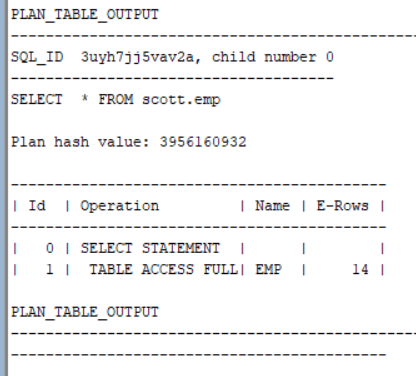 PLAN_TABLE_OUTPUT
--------------------------------------------------
SQL_ID  3uyh7jj5vav2a, child number 0
-------------------------------------
SELECT  * FROM scott.emp

Plan hash value: 3956160932

-------------------------------------------
| Id  | Operation         | Name | E-Rows |
-------------------------------------------
|   0 | SELECT STATEMENT  |      |        |
|   1 |  TABLE ACCESS FULL| EMP  |     14 |

PLAN_TABLE_OUTPUT
--------------------------------------------------
-------------------------------------------